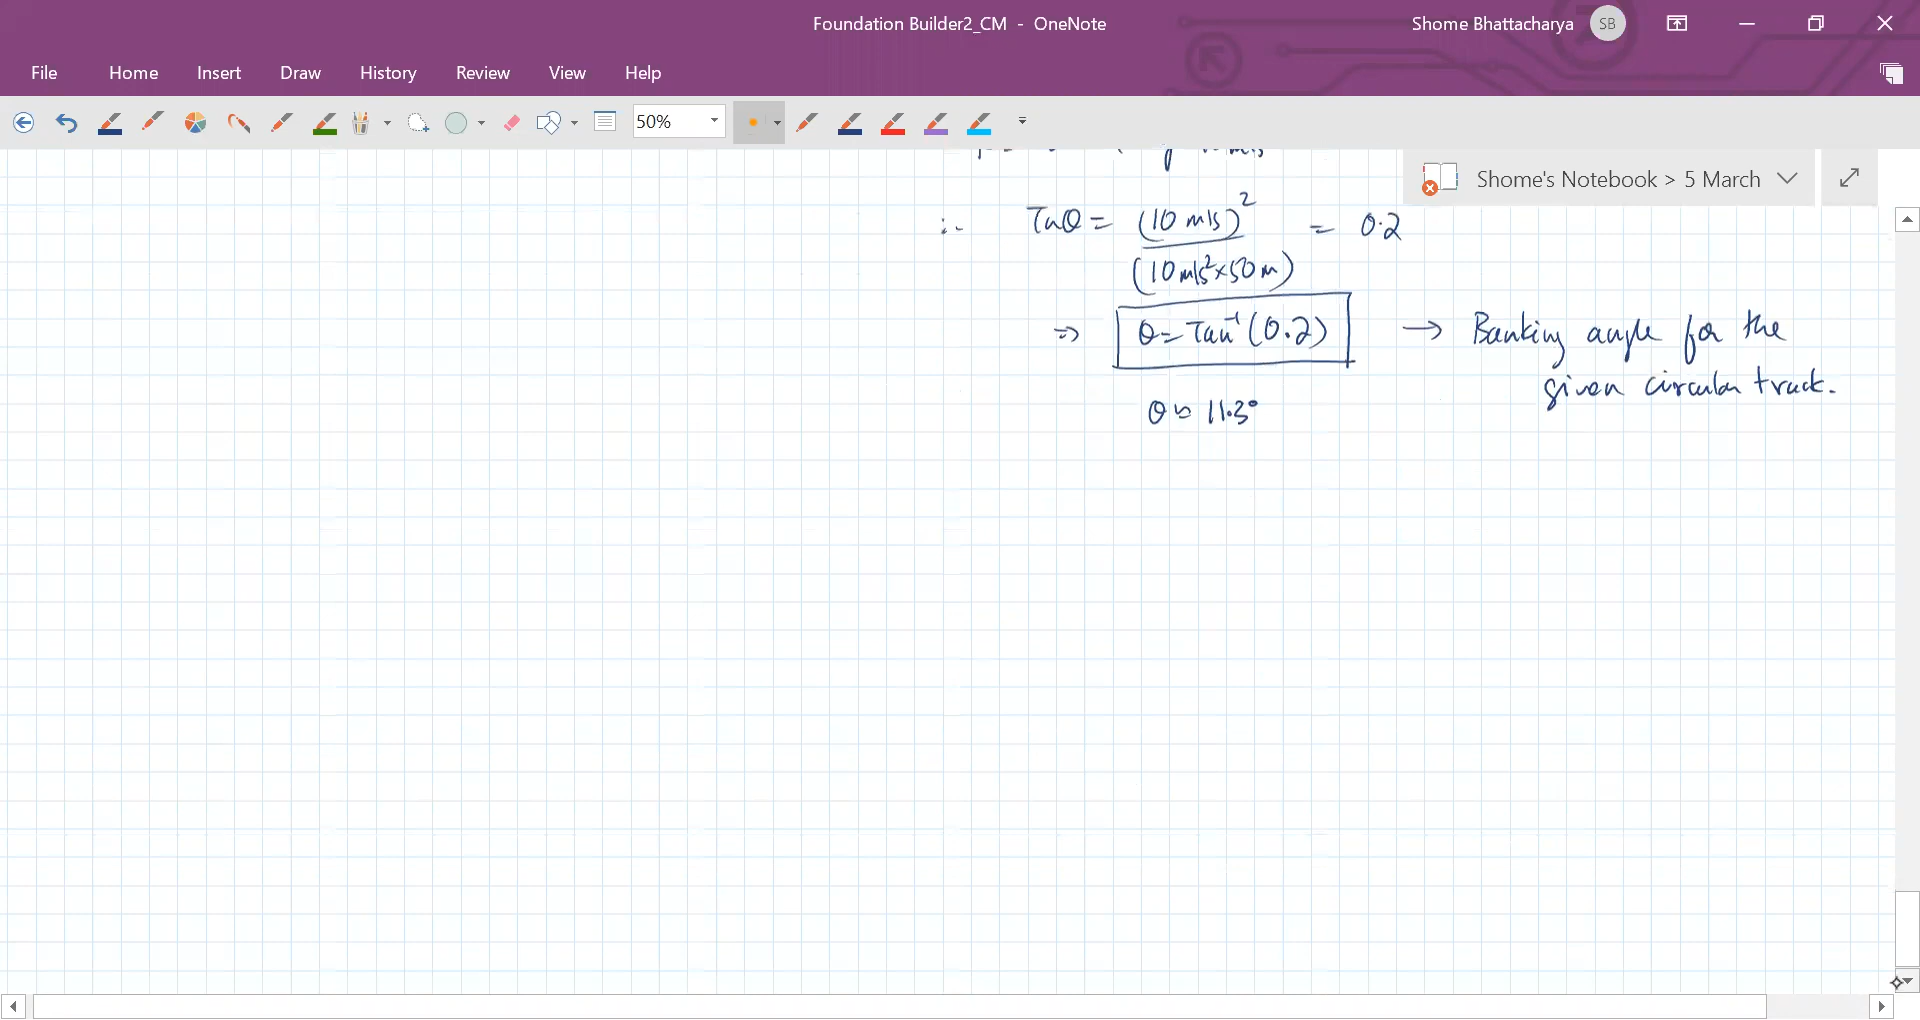 Foundation Builder2_CM - OneNote
Shome Bhattacharya SB
File Home Insert Draw History Review View Help
50%
Shome's Notebook > 5 March
∴ Tanθ = (10 m/s)² / (10 m/s² × 50 m) = 0.2
⇒ θ = Tan⁻¹(0.2) → Banking angle for the
given circular track.
θ ≈ 11.3°